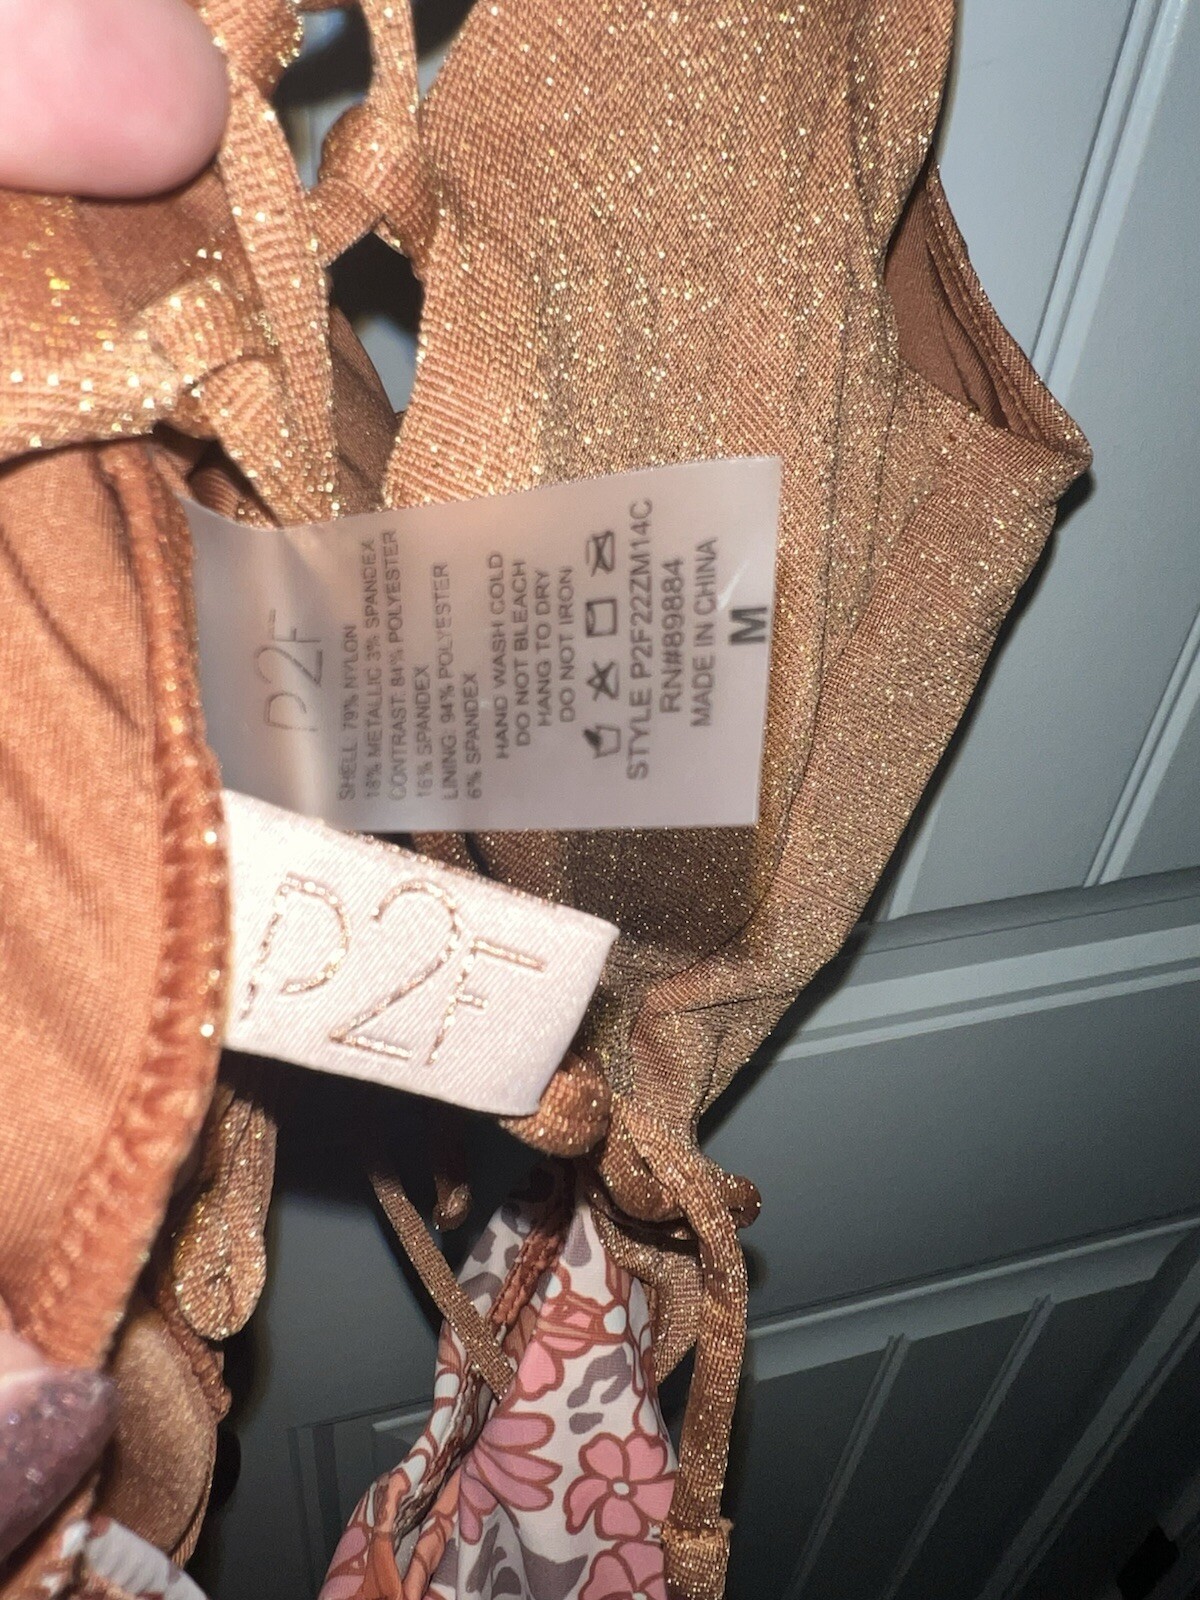 P2F
SHELL: 79% NYLON
18% METALLIC 3% SPANDEX
CONTRAST: 84% POLYESTER
16% SPANDEX
LINING: 94% POLYESTER
6% SPANDEX
HAND WASH COLD
DO NOT BLEACH
HANG TO DRY
DO NOT IRON
STYLE P2F22ZM14C
RN#89884
MADE IN CHINA
M
P2F